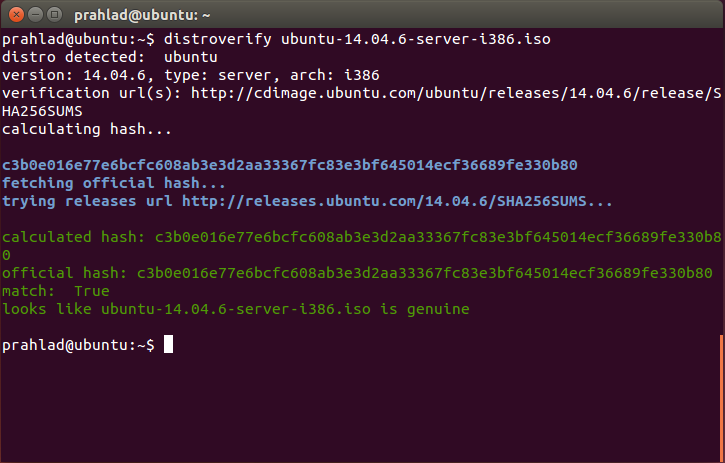 prahlad@ubuntu: ~
prahlad@ubuntu:~$ distroverify ubuntu-14.04.6-server-i386.iso
distro detected:  ubuntu
version: 14.04.6, type: server, arch: i386
verification url(s): http://cdimage.ubuntu.com/ubuntu/releases/14.04.6/release/S
HA256SUMS
calculating hash...
c3b0e016e77e6bcfc608ab3e3d2aa33367fc83e3bf645014ecf36689fe330b80
fetching official hash...
trying releases url http://releases.ubuntu.com/14.04.6/SHA256SUMS...
calculated hash: c3b0e016e77e6bcfc608ab3e3d2aa33367fc83e3bf645014ecf36689fe330b8
0
official hash: c3b0e016e77e6bcfc608ab3e3d2aa33367fc83e3bf645014ecf36689fe330b80
match:  True
looks like ubuntu-14.04.6-server-i386.iso is genuine
prahlad@ubuntu:~$